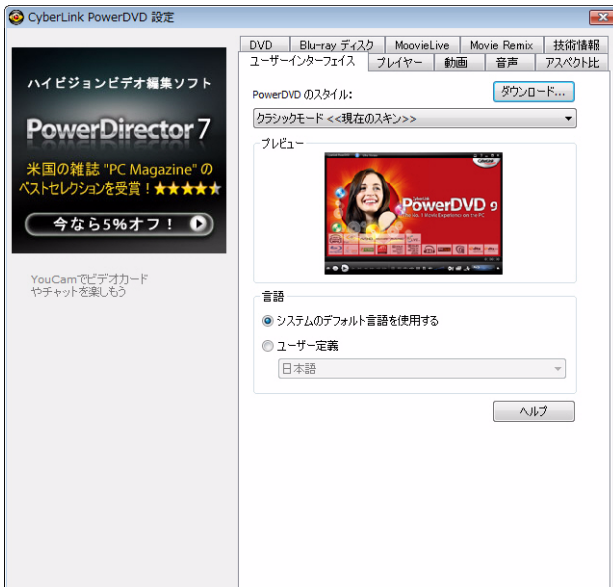 CyberLink PowerDVD 設定
ハイビジョンビデオ編集ソフト
PowerDirector 7
米国の雑誌 "PC Magazine" の
ベストセレクションを受賞！★★★★★
今なら5%オフ！
YouCamでビデオカード
やチャットを楽しもう
DVD Blu-ray ディスク MoovieLive Movie Remix 技術情報
ユーザーインターフェイス プレイヤー 動画 音声 アスペクト比
PowerDVD のスタイル:
ダウンロード...
クラシックモード <<現在のスキン>>
プレビュー
PowerDVD 9
言語
システムのデフォルト言語を使用する
ユーザー定義
日本語
ヘルプ